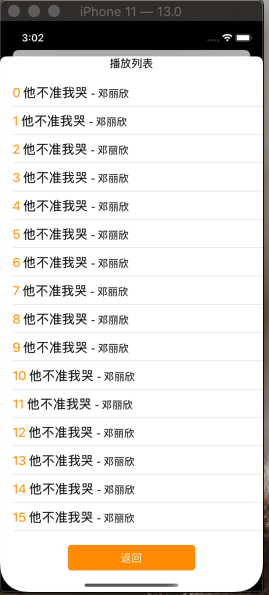 iPhone 11 — 13.0
3:02
播放列表
0 他不准我哭 - 邓丽欣
1 他不准我哭 - 邓丽欣
2 他不准我哭 - 邓丽欣
3 他不准我哭 - 邓丽欣
4 他不准我哭 - 邓丽欣
5 他不准我哭 - 邓丽欣
6 他不准我哭 - 邓丽欣
7 他不准我哭 - 邓丽欣
8 他不准我哭 - 邓丽欣
9 他不准我哭 - 邓丽欣
10 他不准我哭 - 邓丽欣
11 他不准我哭 - 邓丽欣
12 他不准我哭 - 邓丽欣
13 他不准我哭 - 邓丽欣
14 他不准我哭 - 邓丽欣
15 他不准我哭 - 邓丽欣
返回